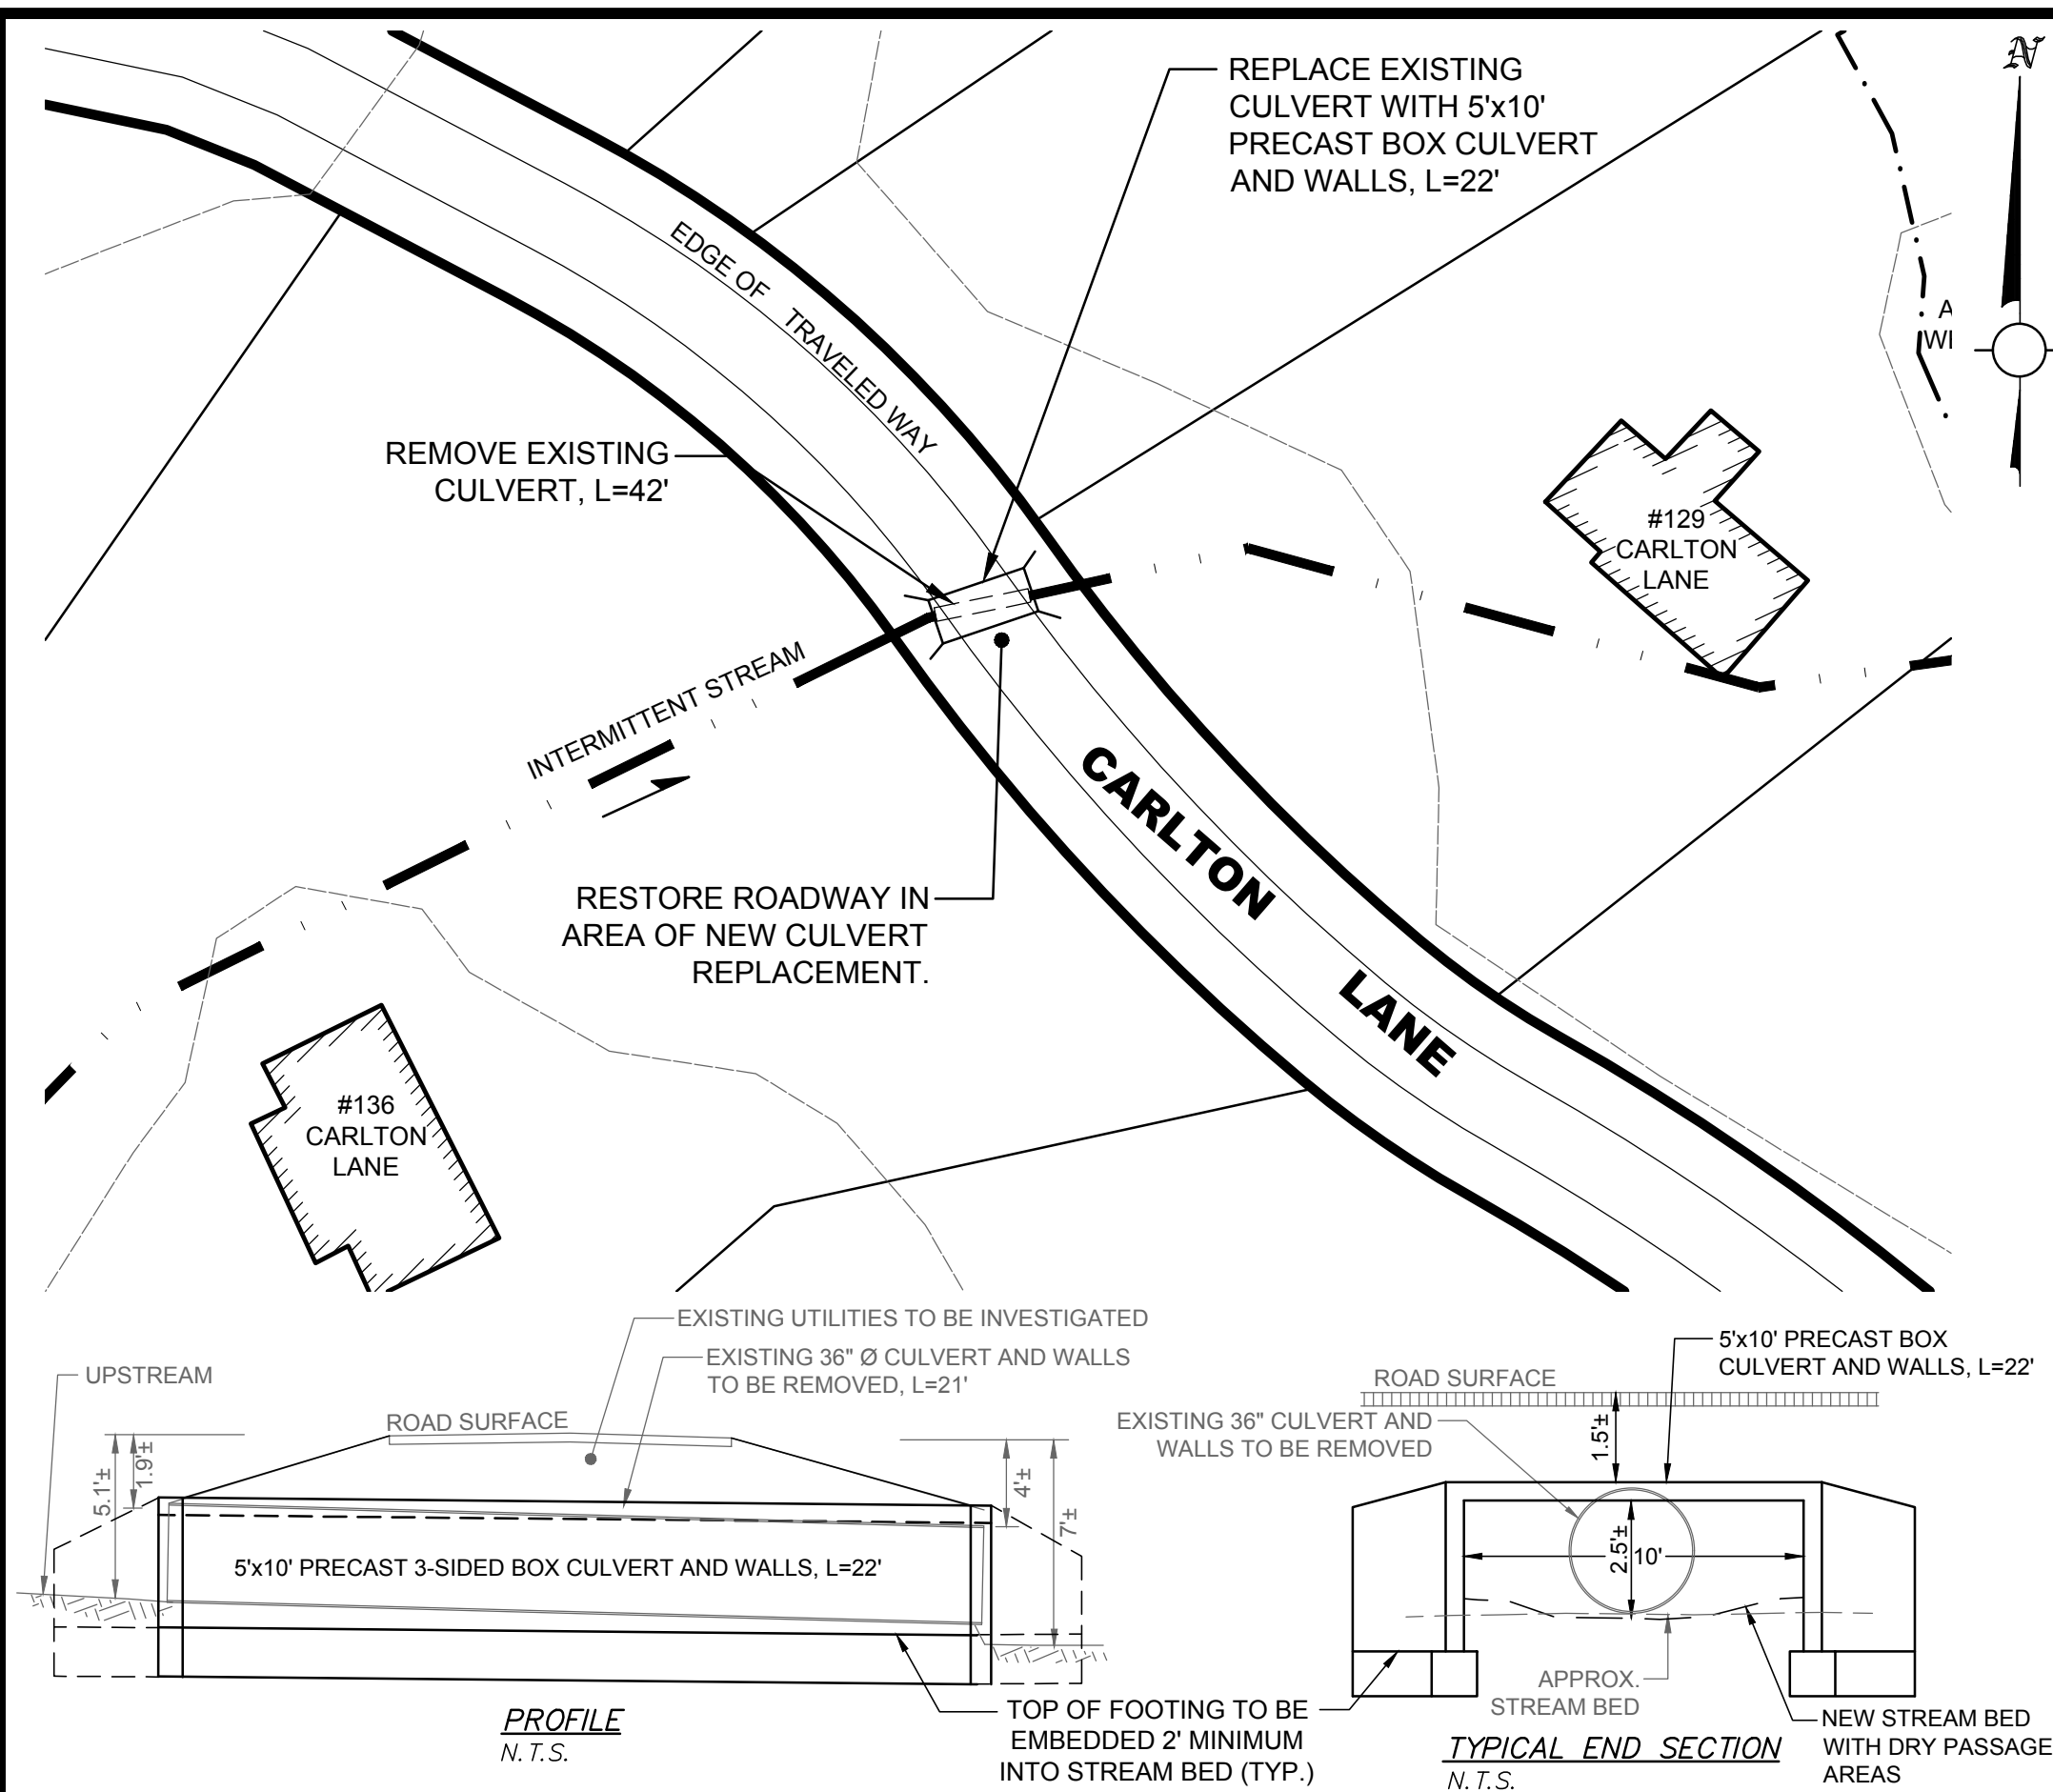 N
REPLACE EXISTING
CULVERT WITH 5'x10'
PRECAST BOX CULVERT
AND WALLS, L=22'
EDGE OF TRAVELED WAY
A
WE
REMOVE EXISTING
CULVERT, L=42'
#129
CARLTON
LANE
INTERMITTENT STREAM
CARLTON LANE
RESTORE ROADWAY IN
AREA OF NEW CULVERT
REPLACEMENT.
#136
CARLTON
LANE
EXISTING UTILITIES TO BE INVESTIGATED
EXISTING 36" Ø CULVERT AND WALLS
TO BE REMOVED, L=21'
UPSTREAM
ROAD SURFACE
5.1'±
1.9'±
4'±
7'±
5'x10' PRECAST 3-SIDED BOX CULVERT AND WALLS, L=22'
PROFILE
N.T.S.
TOP OF FOOTING TO BE
EMBEDDED 2' MINIMUM
INTO STREAM BED (TYP.)
5'x10' PRECAST BOX
CULVERT AND WALLS, L=22'
ROAD SURFACE
EXISTING 36" CULVERT AND
WALLS TO BE REMOVED
1.5'±
2.5'±
10'
APPROX.
STREAM BED
NEW STREAM BED
WITH DRY PASSAGE
AREAS
TYPICAL END SECTION
N.T.S.